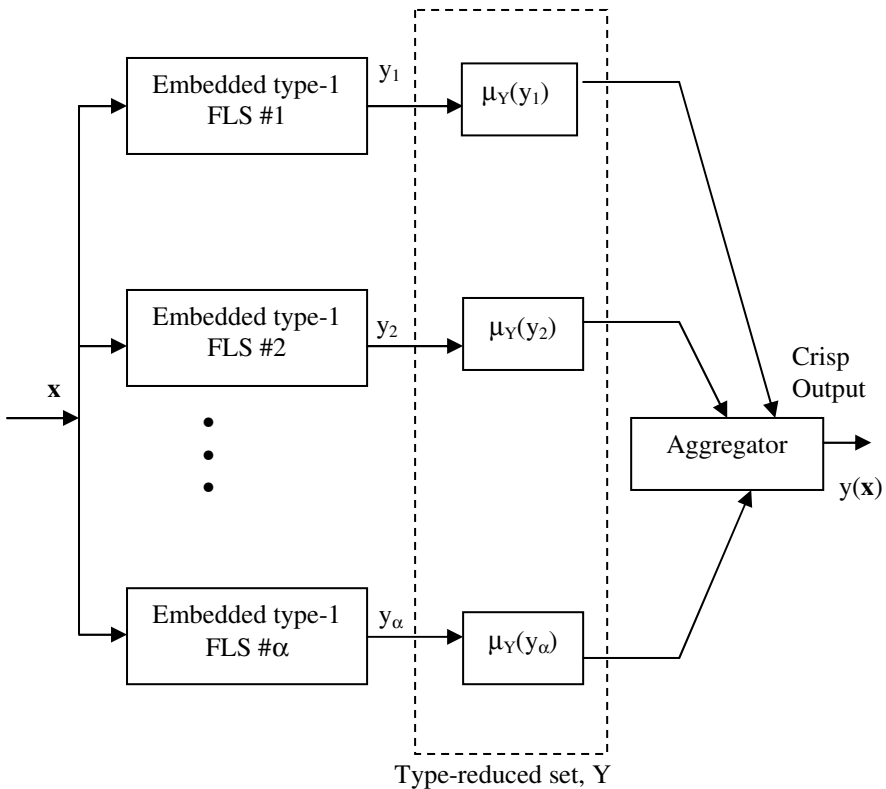 Embedded type-1
FLS #1
y₁
μY(y₁)
Embedded type-1
FLS #2
y₂
μY(y₂)
x
Crisp
Output
Aggregator
y(x)
Embedded type-1
FLS #α
yα
μY(yα)
Type-reduced set, Y